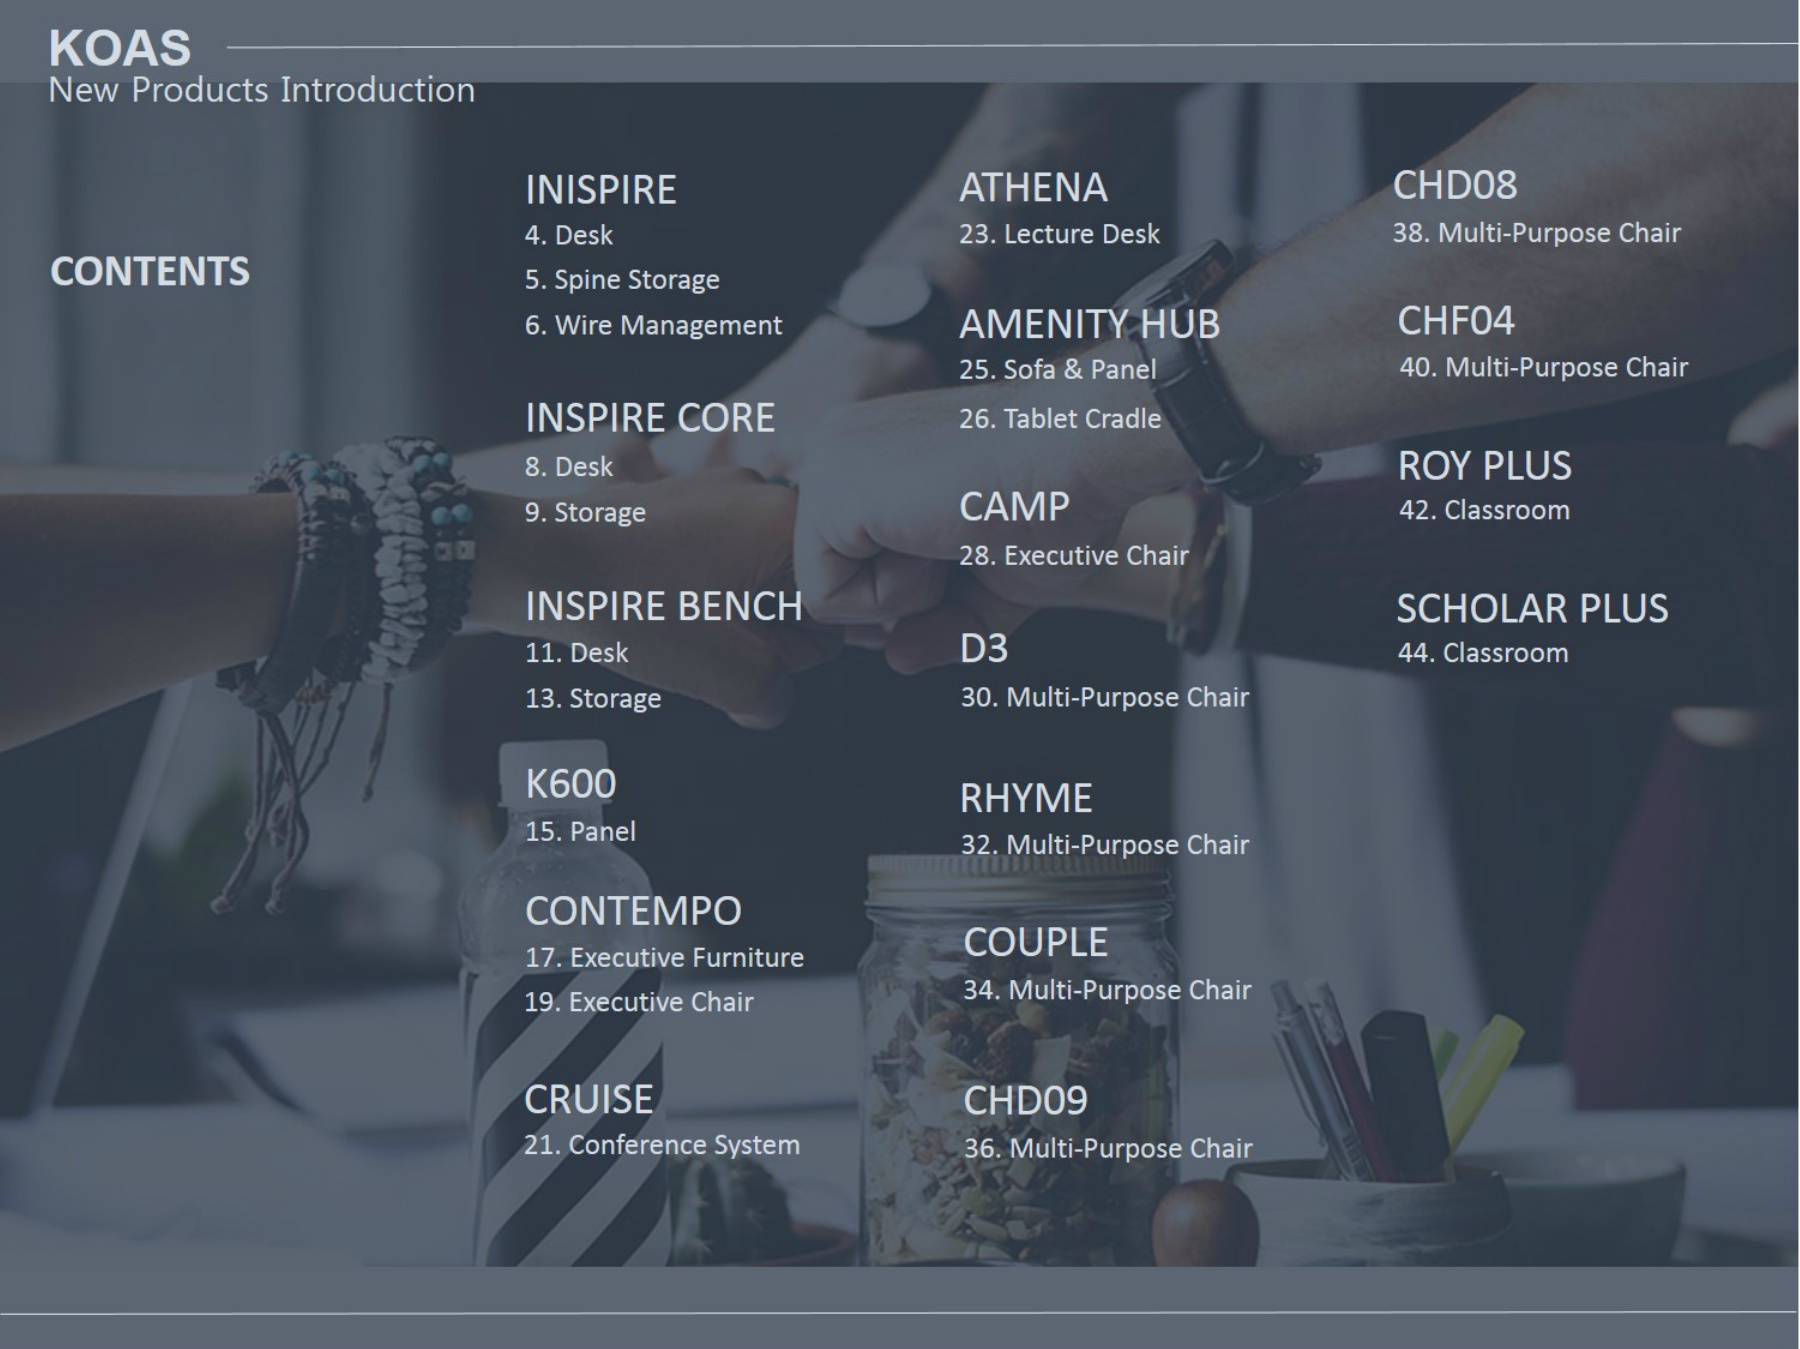 KOAS
New Products Introduction
CONTENTS
INISPIRE
4. Desk
5. Spine Storage
6. Wire Management
INSPIRE CORE
8. Desk
9. Storage
INSPIRE BENCH
11. Desk
13. Storage
K600
15. Panel
CONTEMPO
17. Executive Furniture
19. Executive Chair
CRUISE
21. Conference System
ATHENA
23. Lecture Desk
AMENITY HUB
25. Sofa & Panel
26. Tablet Cradle
CAMP
28. Executive Chair
D3
30. Multi-Purpose Chair
RHYME
32. Multi-Purpose Chair
COUPLE
34. Multi-Purpose Chair
CHD09
36. Multi-Purpose Chair
CHD08
38. Multi-Purpose Chair
CHF04
40. Multi-Purpose Chair
ROY PLUS
42. Classroom
SCHOLAR PLUS
44. Classroom